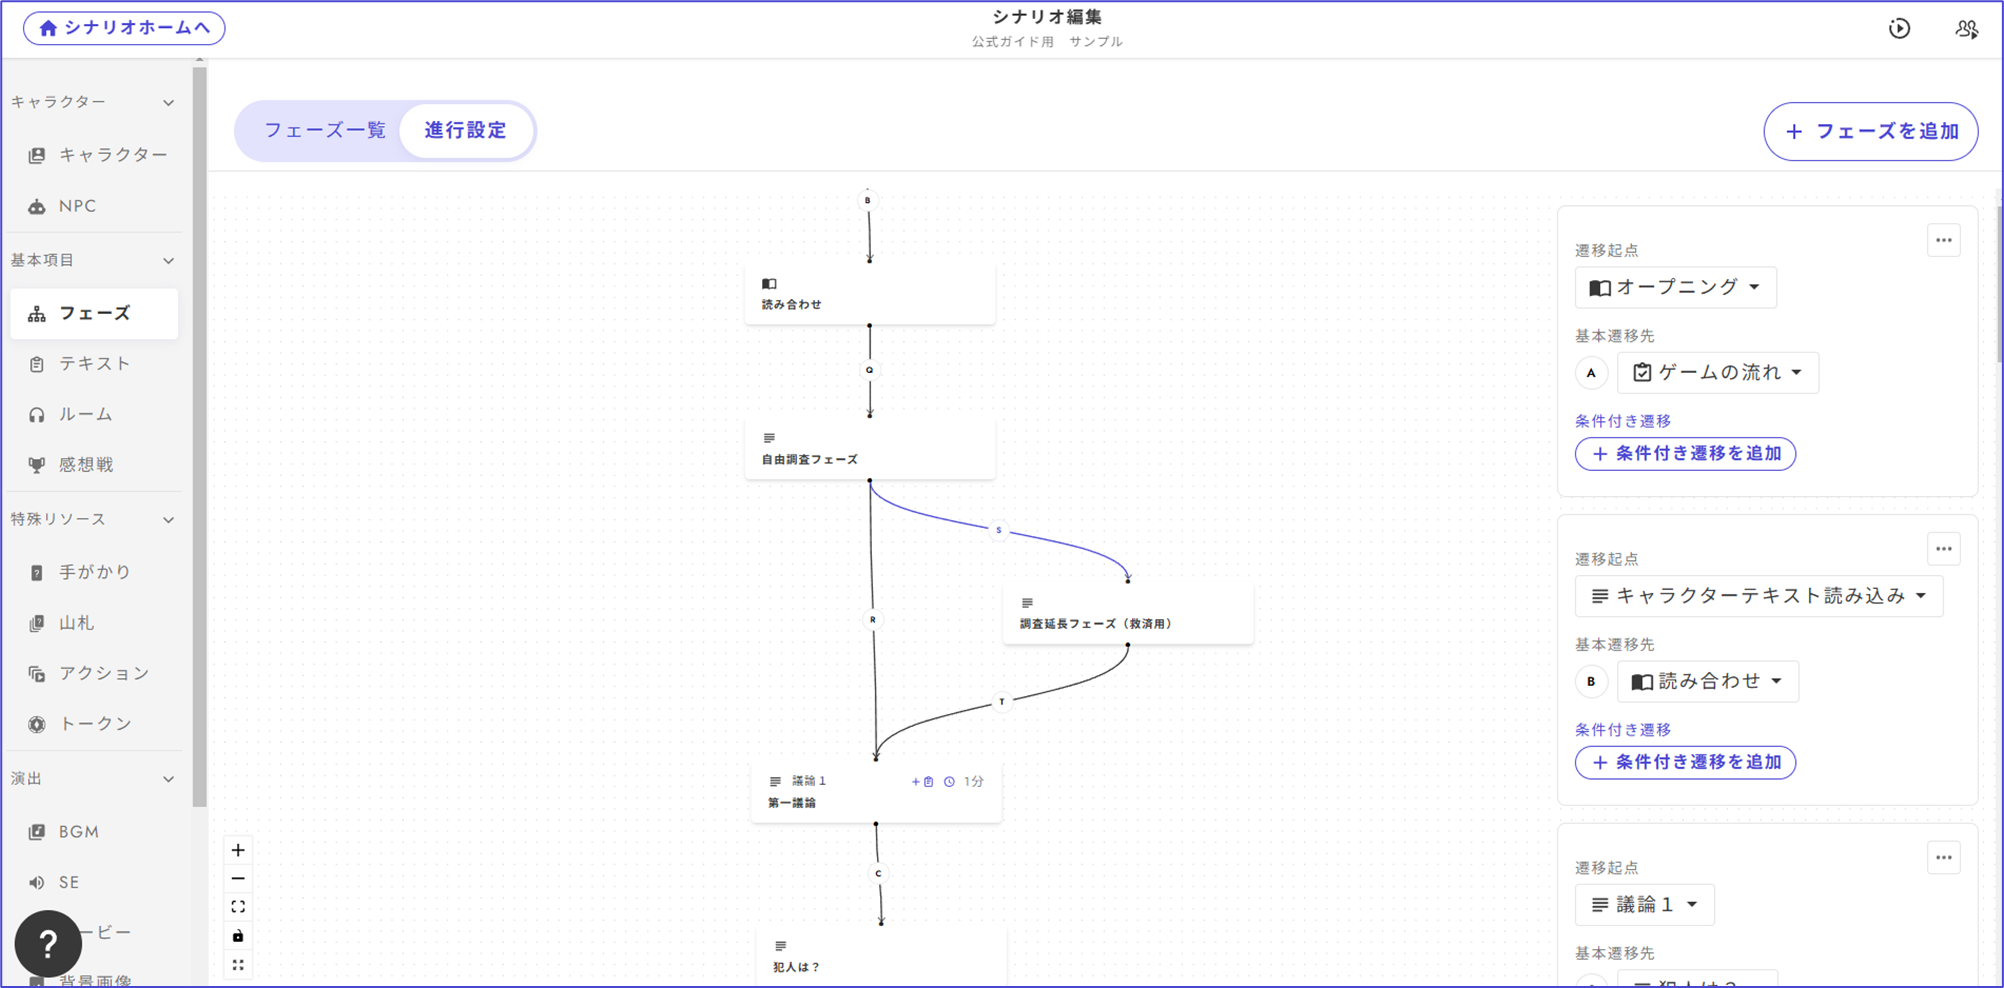 シナリオホームへ
シナリオ編集
公式ガイド用 サンプル
キャラクター
キャラクター
NPC
基本項目
フェーズ
テキスト
ルーム
感想戦
特殊リソース
手がかり
山札
アクション
トークン
演出
BGM
SE
ービー
背景画像
?
フェーズ一覧
進行設定
+ フェーズを追加
B
読み合わせ
Q
自由調査フェーズ
S
R
調査延長フェーズ（救済用）
T
議論1
1分
第一議論
C
犯人は？
遷移起点
オープニング
基本遷移先
A
ゲームの流れ
条件付き遷移
+ 条件付き遷移を追加
遷移起点
キャラクターテキスト読み込み
基本遷移先
B
読み合わせ
条件付き遷移
+ 条件付き遷移を追加
遷移起点
議論1
基本遷移先
犯人は？